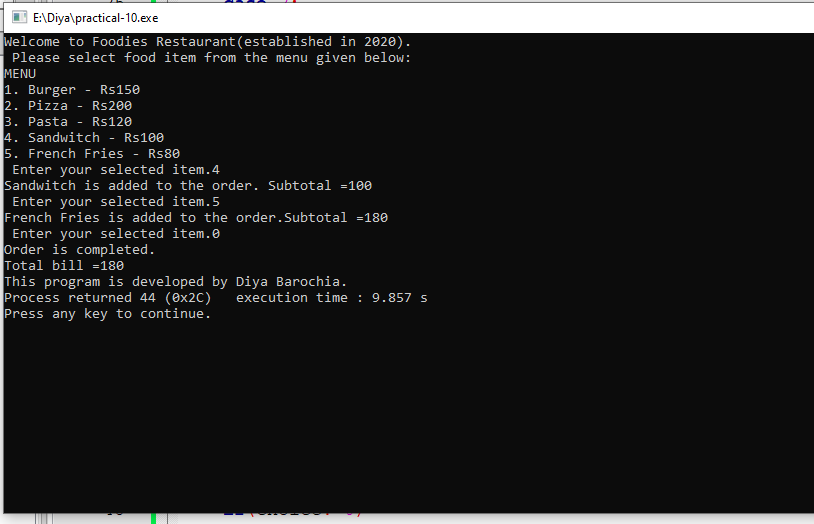 E:\Diya\practical-10.exe
Welcome to Foodies Restaurant(established in 2020).
Please select food item from the menu given below:
MENU
1. Burger - Rs150
2. Pizza - Rs200
3. Pasta - Rs120
4. Sandwitch - Rs100
5. French Fries - Rs80
Enter your selected item.4
Sandwitch is added to the order. Subtotal =100
Enter your selected item.5
French Fries is added to the order.Subtotal =180
Enter your selected item.0
Order is completed.
Total bill =180
This program is developed by Diya Barochia.
Process returned 44 (0x2C)   execution time : 9.857 s
Press any key to continue.